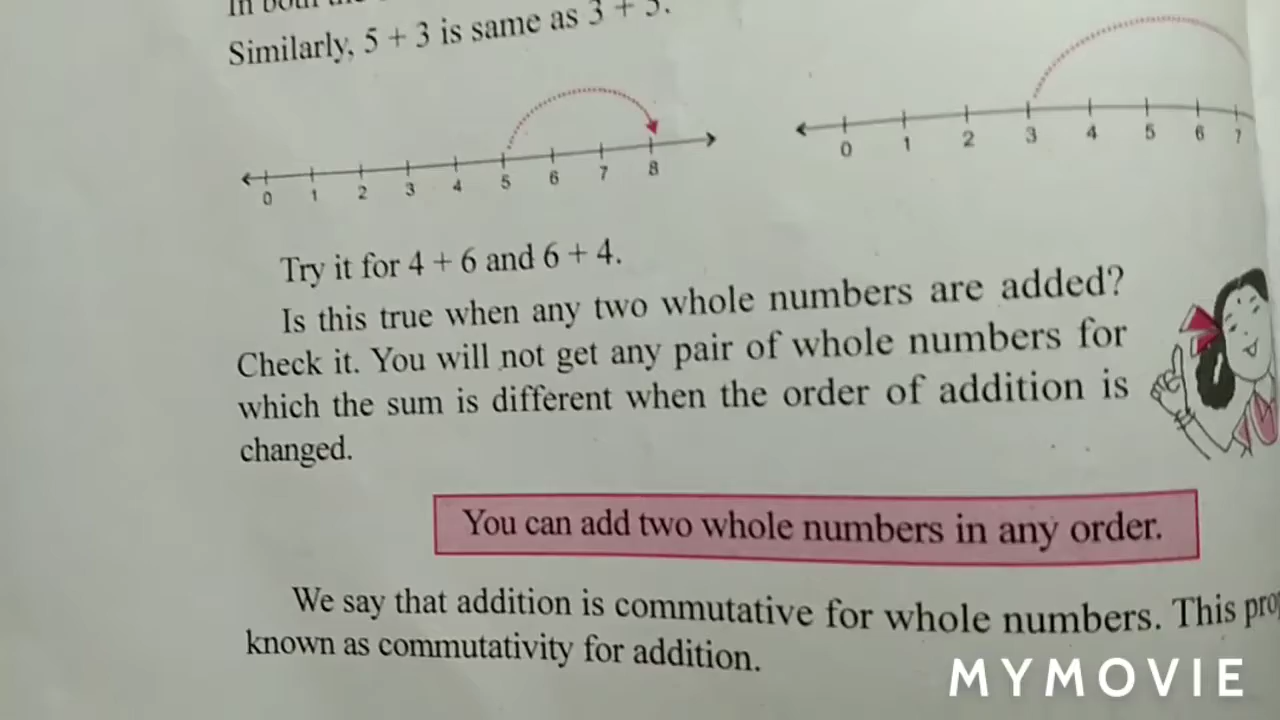 Similarly, 5 + 3 is same as 3 + 5.
0 1 2 3 4 5 6 7 8
0 1 2 3 4 5 6 7
Try it for 4 + 6 and 6 + 4.
Is this true when any two whole numbers are added?
Check it. You will not get any pair of whole numbers for
which the sum is different when the order of addition is
changed.
You can add two whole numbers in any order.
We say that addition is commutative for whole numbers. This
known as commutativity for addition.
MYMOVIE